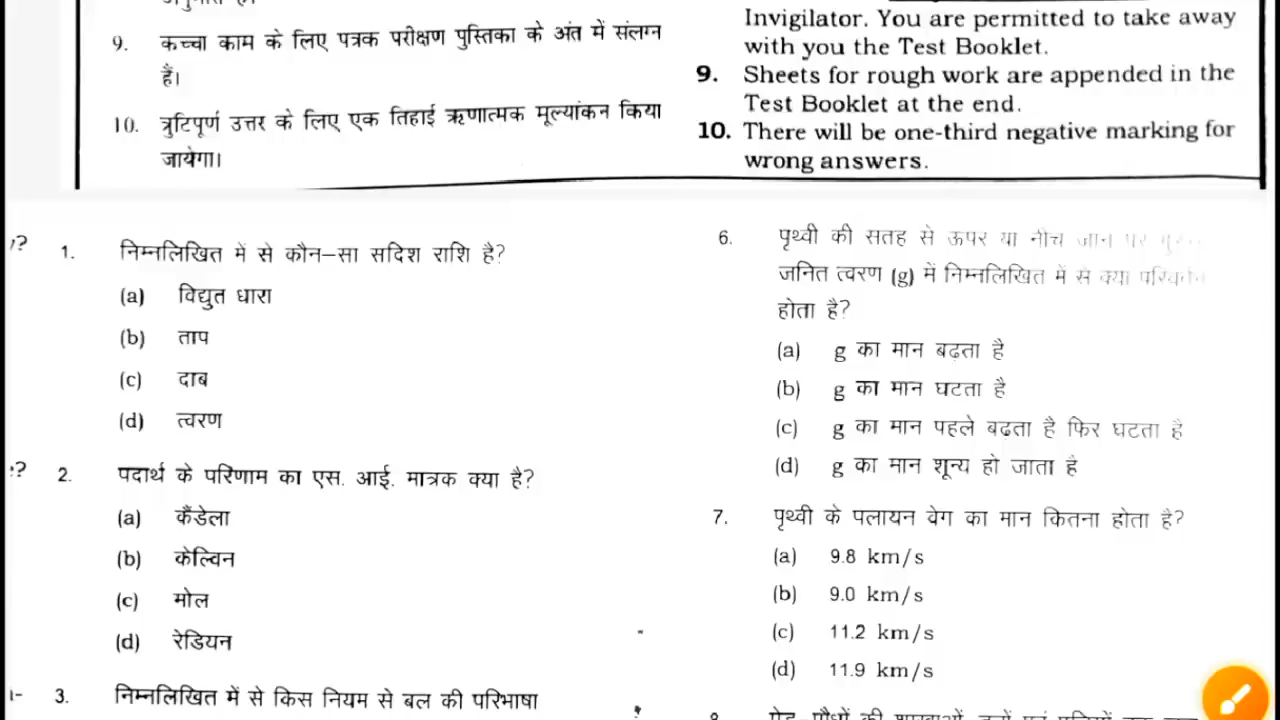 9. कच्चा काम के लिए पत्रक परीक्षण पुस्तिका के अंत में संलग्न
हैं।
10. त्रुटिपूर्ण उत्तर के लिए एक तिहाई ऋणात्मक मूल्यांकन किया
जायेगा।
Invigilator. You are permitted to take away
with you the Test Booklet.
9. Sheets for rough work are appended in the
Test Booklet at the end.
10. There will be one-third negative marking for
wrong answers.
1. निम्नलिखित में से कौन-सा सदिश राशि है?
(a) विद्युत धारा
(b) ताप
(c) दाब
(d) त्वरण
2. पदार्थ के परिणाम का एस. आई. मात्रक क्या है?
(a) कैंडेला
(b) केल्विन
(c) मोल
(d) रेडियन
3. निम्नलिखित में से किस नियम से बल की परिभाषा
6. पृथ्वी की सतह से ऊपर या नीचे जाने पर
जनित त्वरण (g) में निम्नलिखित में से क्या परिवर्तन
होता है?
(a) g का मान बढ़ता है
(b) g का मान घटता है
(c) g का मान पहले बढ़ता है फिर घटता है
(d) g का मान शून्य हो जाता है
7. पृथ्वी के पलायन वेग का मान कितना होता है?
(a) 9.8 km/s
(b) 9.0 km/s
(c) 11.2 km/s
(d) 11.9 km/s